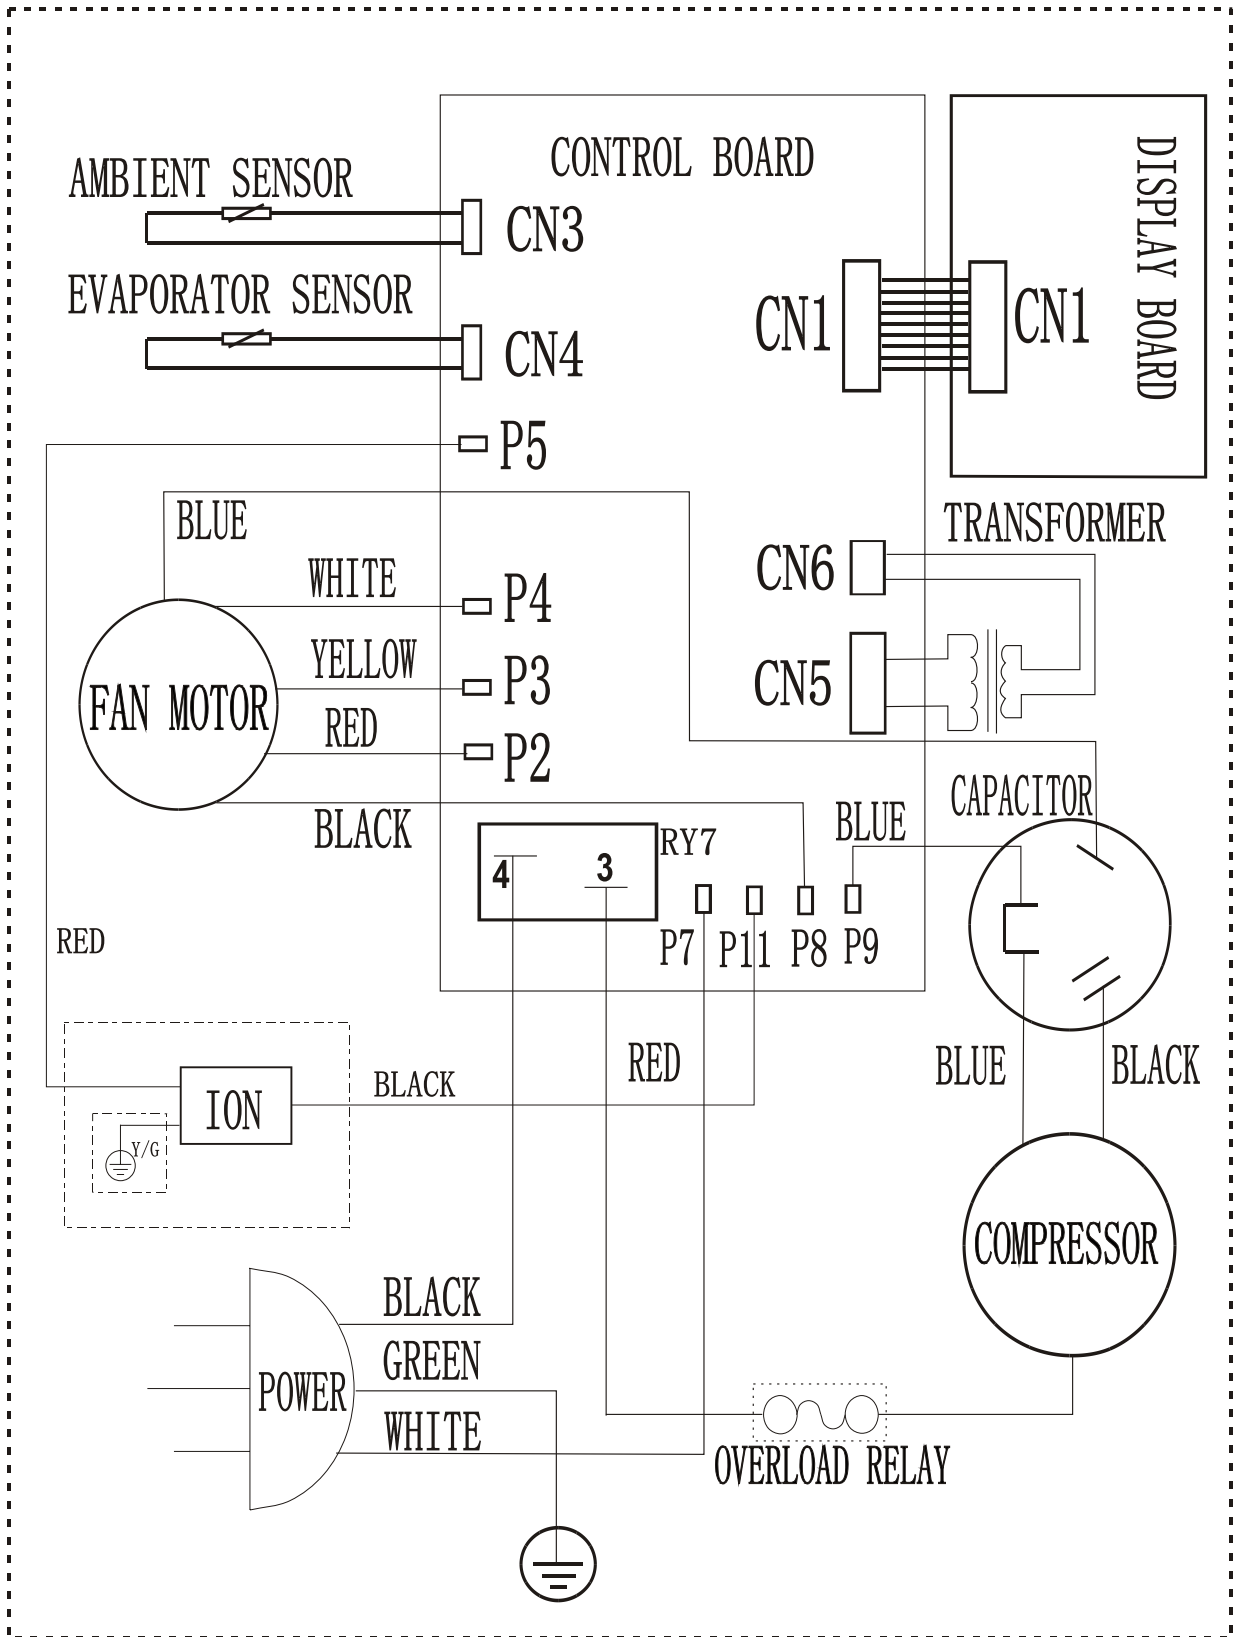 CONTROL BOARD
DISPLAY BOARD
AMBIENT SENSOR
CN3
EVAPORATOR SENSOR
CN4
CN1
CN1
P5
BLUE
TRANSFORMER
CN6
WHITE
P4
YELLOW
P3
CN5
FAN MOTOR
RED
P2
CAPACITOR
BLACK
BLUE
RY7
4
3
P7
P11
P8
P9
RED
RED
BLUE
BLACK
ION
BLACK
Y/G
COMPRESSOR
BLACK
GREEN
POWER
WHITE
OVERLOAD RELAY